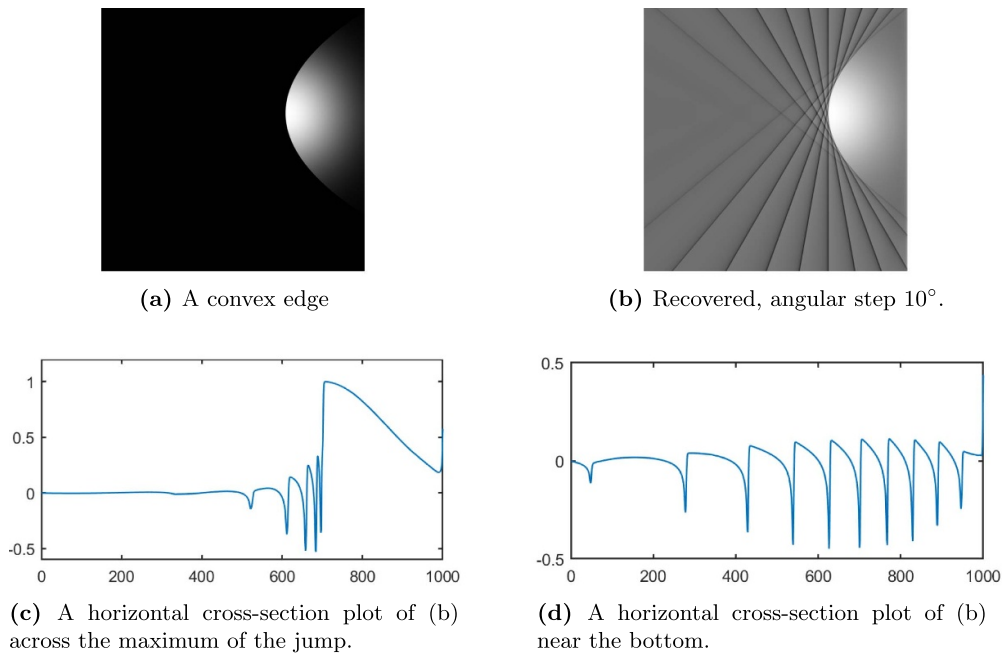 (a) A convex edge
(b) Recovered, angular step 10°.
1
0.5
0
-0.5
0 200 400 600 800 1000
0.5
0
-0.5
0 200 400 600 800 1000
(c) A horizontal cross-section plot of (b)
across the maximum of the jump.
(d) A horizontal cross-section plot of (b)
near the bottom.